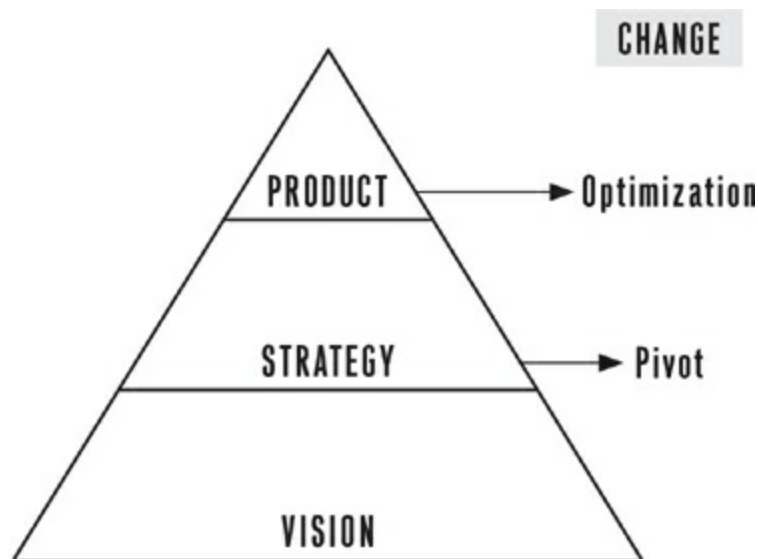 CHANGE
PRODUCT
Optimization
STRATEGY
Pivot
VISION